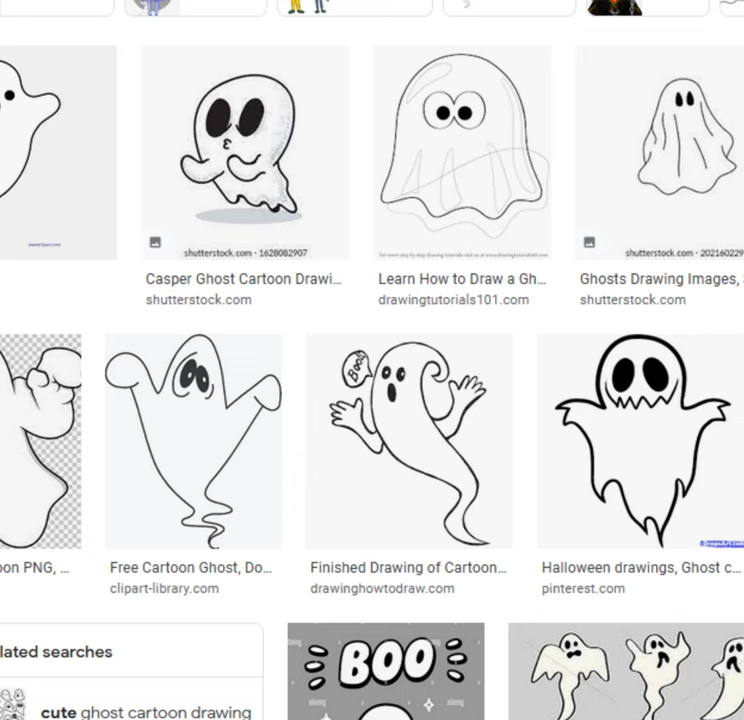 shutterstock.com · 1628082907
Casper Ghost Cartoon Drawi...
shutterstock.com
Learn How to Draw a Gh...
drawingtutorials101.com
shutterstock.com · 202160229
Ghosts Drawing Images,
shutterstock.com
Boo!
oon PNG, ...
Free Cartoon Ghost, Do...
clipart-library.com
Finished Drawing of Cartoon...
drawinghowtodraw.com
Halloween drawings, Ghost c...
pinterest.com
lated searches
cute ghost cartoon drawing
BOO